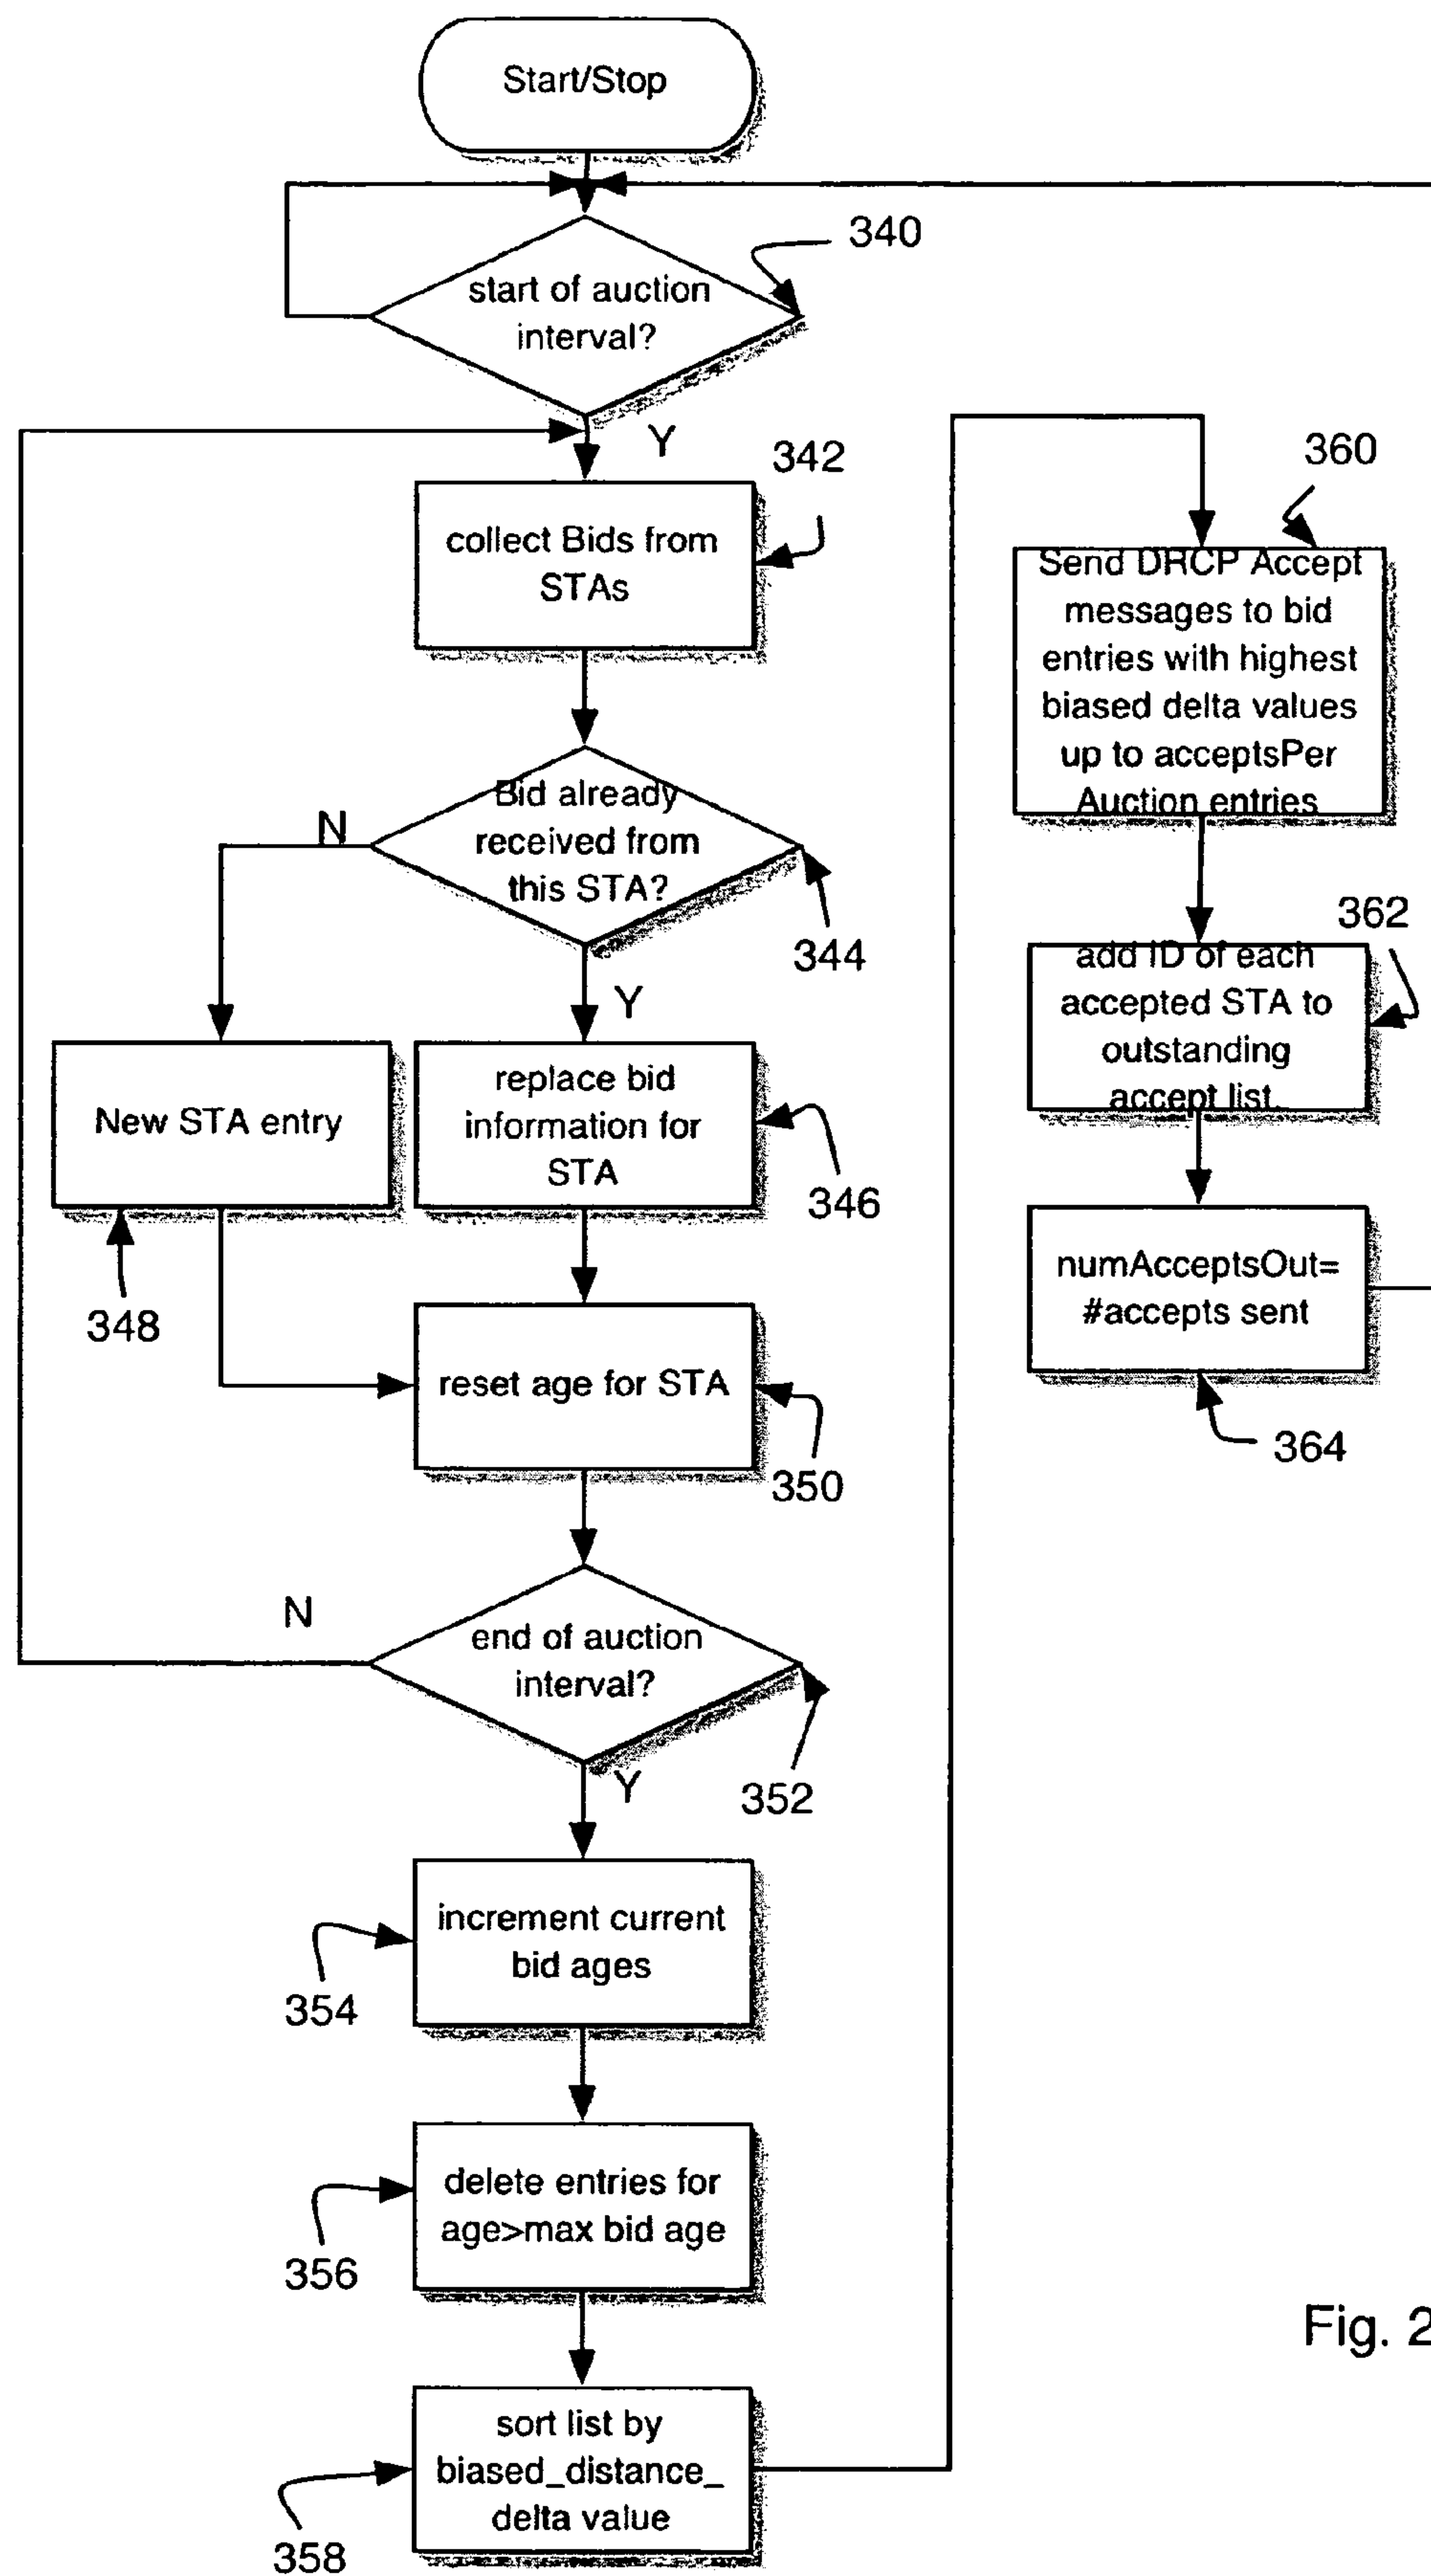 Start/Stop
340
start of auction
interval?
Y
342
collect Bids from
STAs
360
Send DRCP Accept
messages to bid
entries with highest
biased delta values
up to acceptsPer
Auction entries
N
Bid already
received from
this STA?
344
Y
362
add ID of each
accepted STA to
outstanding
accept list.
New STA entry
348
replace bid
information for
STA
346
numAcceptsOut=
#accepts sent
364
reset age for STA
350
N
end of auction
interval?
352
Y
increment current
bid ages
354
delete entries for
age>max bid age
356
Fig. 2
sort list by
biased_distance_
delta value
358